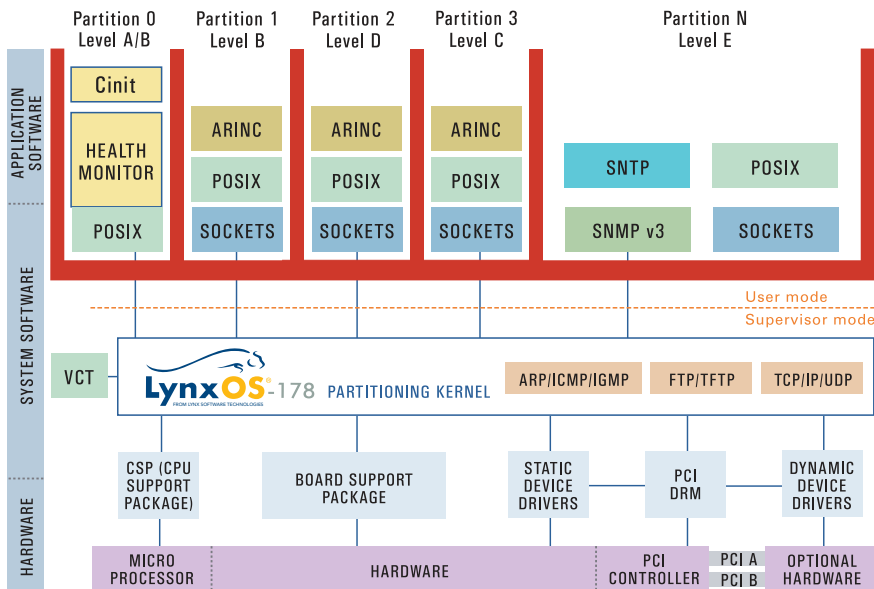 Partition 0
Level A/B
Partition 1
Level B
Partition 2
Level D
Partition 3
Level C
Partition N
Level E
APPLICATION
SOFTWARE
Cinit
HEALTH
MONITOR
POSIX
ARINC
POSIX
SOCKETS
ARINC
POSIX
SOCKETS
ARINC
POSIX
SOCKETS
SNTP
POSIX
SNMP v3
SOCKETS
SYSTEM SOFTWARE
User mode
Supervisor mode
VCT
LynxOS®-178
FROM LYNX SOFTWARE TECHNOLOGIES
PARTITIONING KERNEL
ARP/ICMP/IGMP
FTP/TFTP
TCP/IP/UDP
CSP (CPU
SUPPORT
PACKAGE)
BOARD SUPPORT
PACKAGE
STATIC
DEVICE
DRIVERS
PCI
DRM
DYNAMIC
DEVICE
DRIVERS
HARDWARE
MICRO
PROCESSOR
HARDWARE
PCI
CONTROLLER
PCI A
PCI B
OPTIONAL
HARDWARE